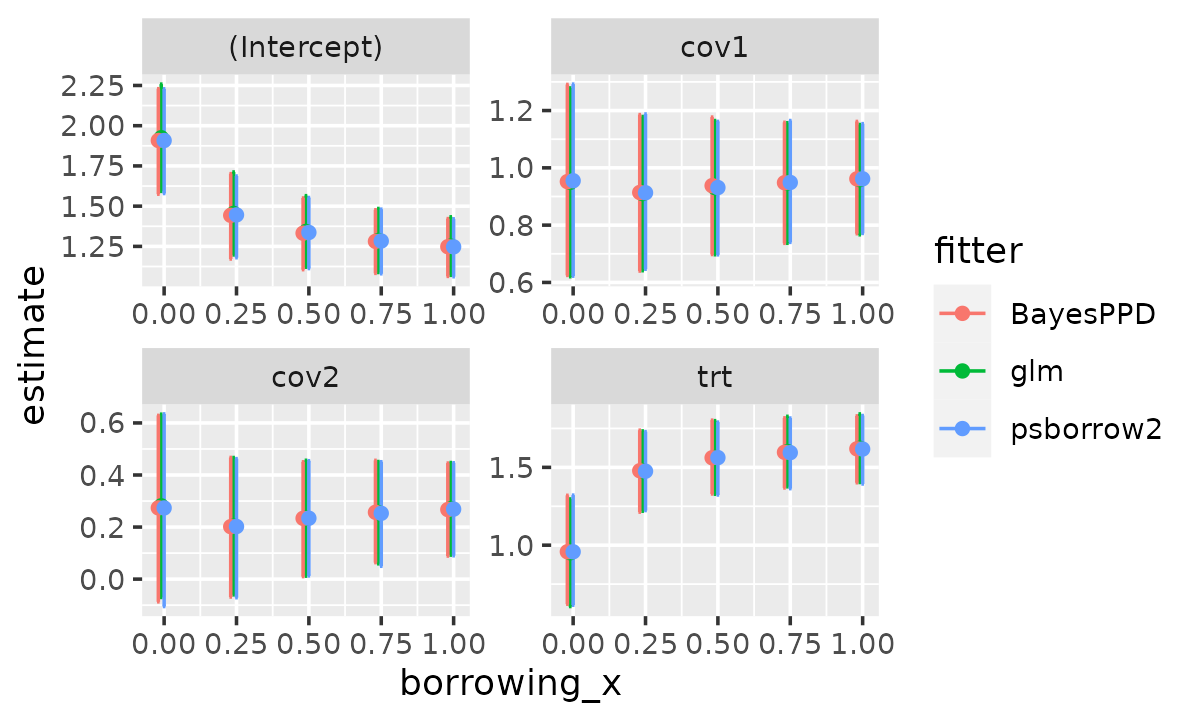 (Intercept)
cov1
2.25
2.00
1.75
1.50
1.25
1.2
1.0
0.8
0.6
0.00 0.25 0.50 0.75 1.00
0.00 0.25 0.50 0.75 1.00
cov2
trt
0.6
0.4
0.2
0.0
1.5
1.0
0.00 0.25 0.50 0.75 1.00
0.00 0.25 0.50 0.75 1.00
estimate
borrowing_x
fitter
BayesPPD
glm
psborrow2